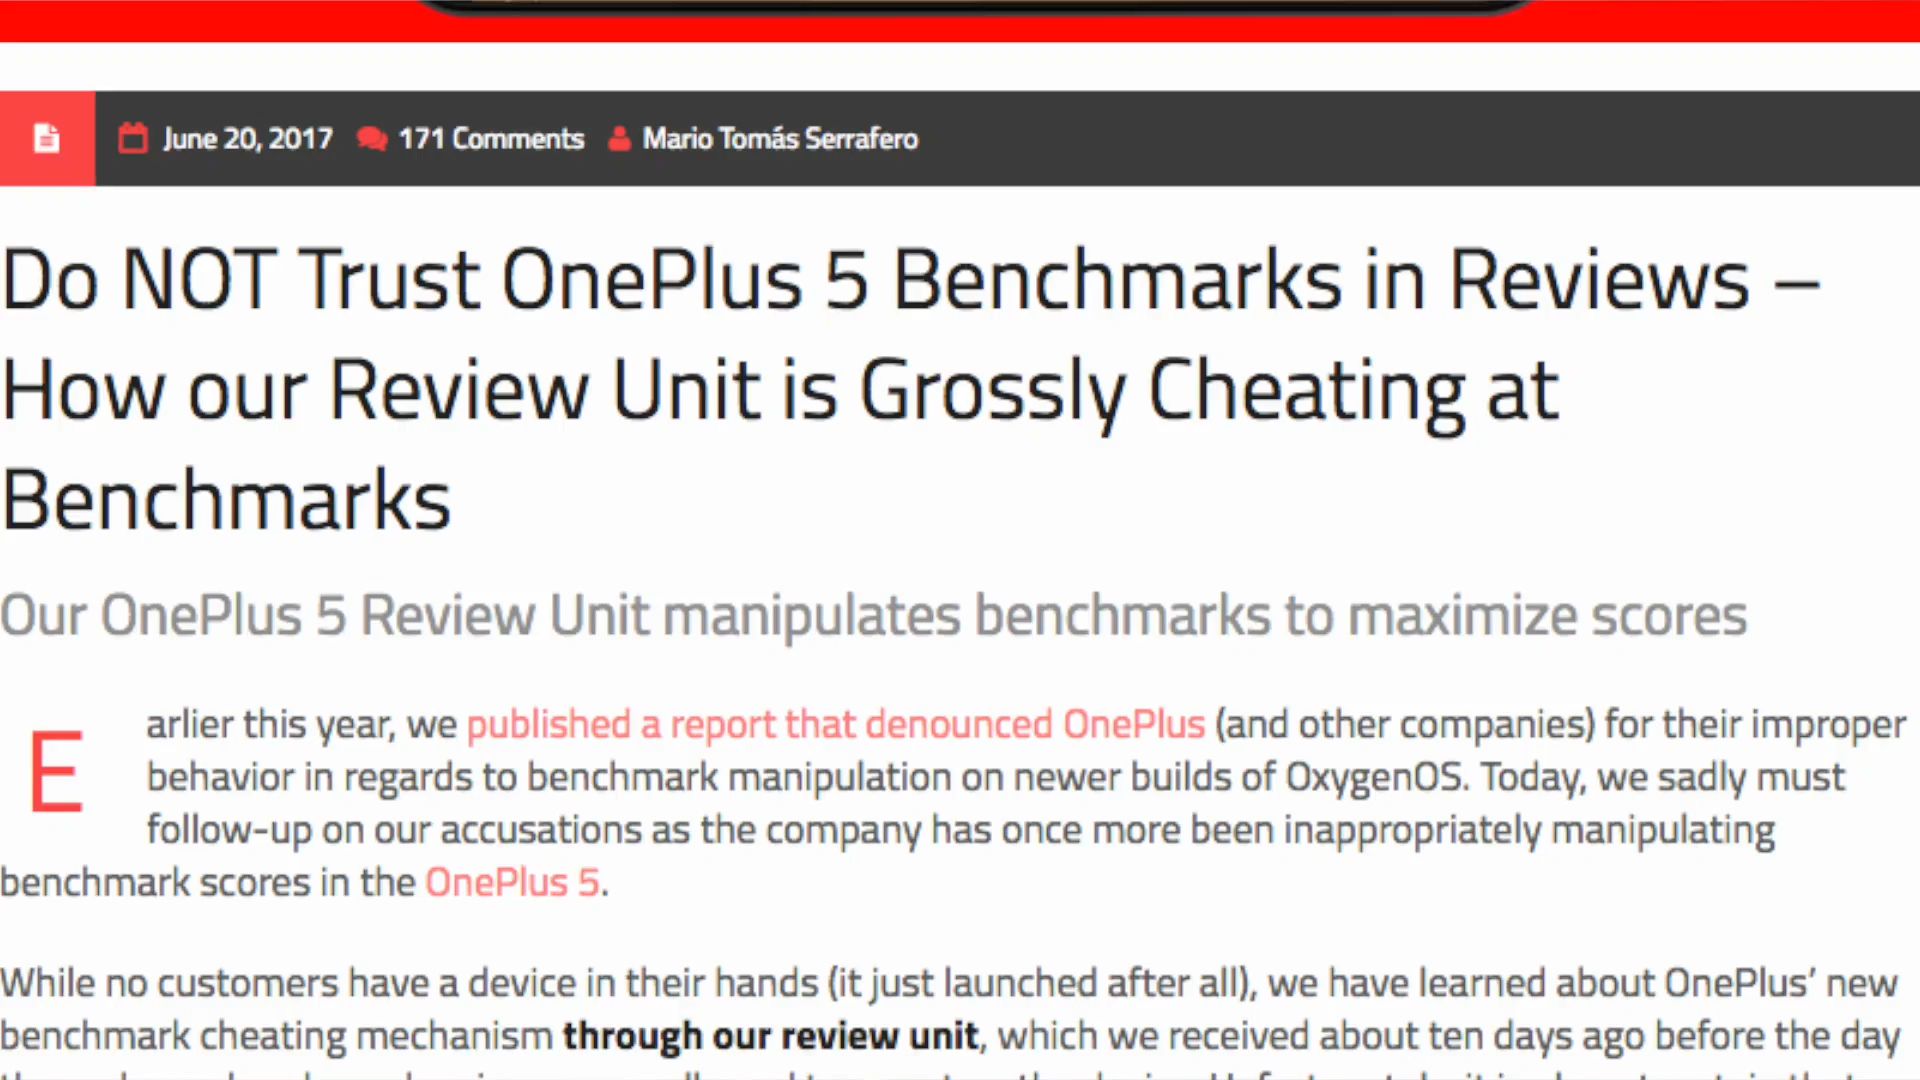 June 20, 2017 171 Comments Mario Tomás Serrafero
Do NOT Trust OnePlus 5 Benchmarks in Reviews –
How our Review Unit is Grossly Cheating at
Benchmarks
Our OnePlus 5 Review Unit manipulates benchmarks to maximize scores
Earlier this year, we published a report that denounced OnePlus (and other companies) for their improper
behavior in regards to benchmark manipulation on newer builds of OxygenOS. Today, we sadly must
follow-up on our accusations as the company has once more been inappropriately manipulating
benchmark scores in the OnePlus 5.
While no customers have a device in their hands (it just launched after all), we have learned about OnePlus’ new
benchmark cheating mechanism through our review unit, which we received about ten days ago before the day